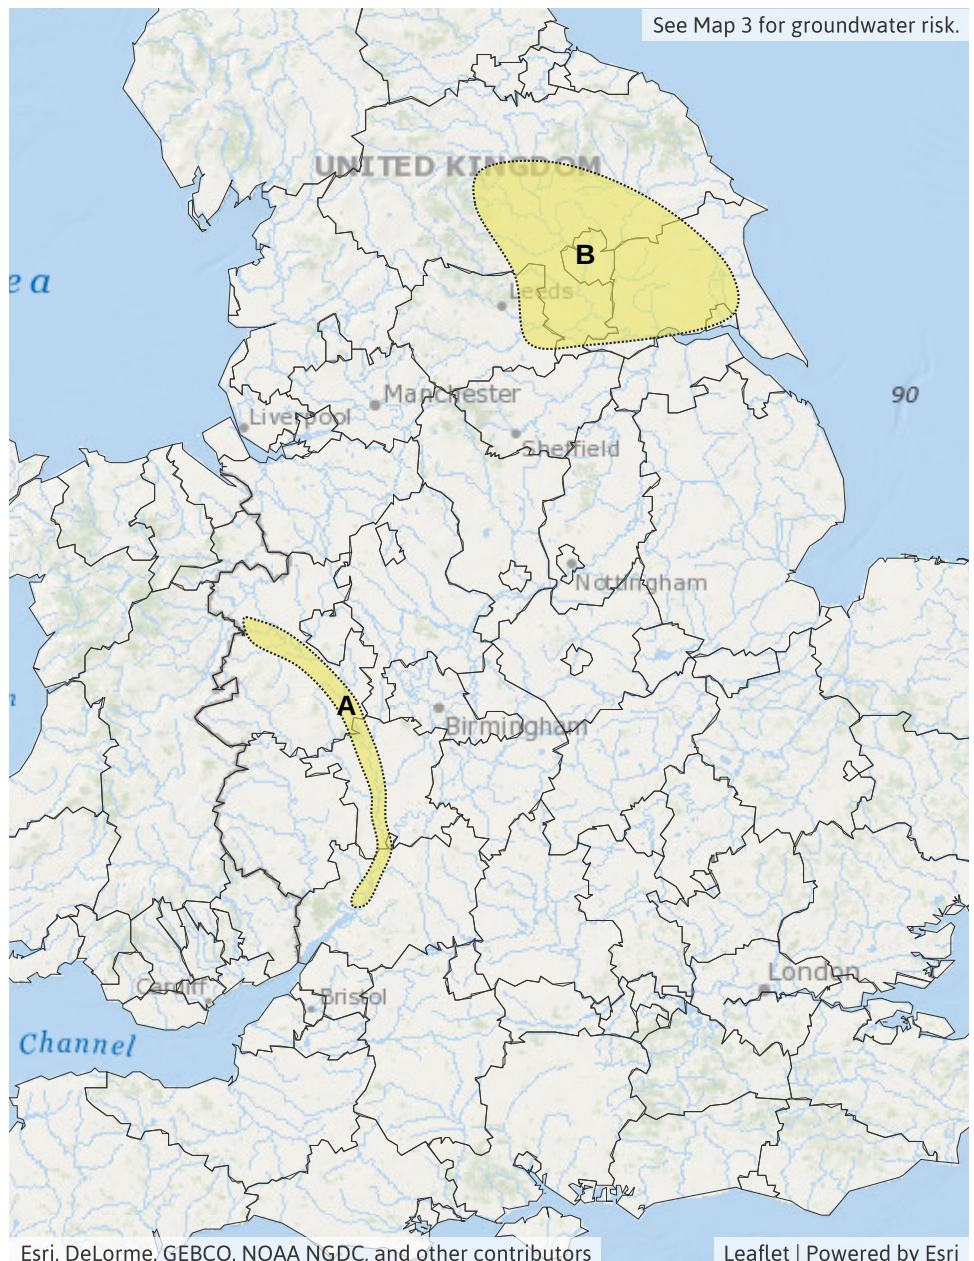 See Map 3 for groundwater risk.
UNITED KINGDOM
B
e a
Leeds
90
Manchester
Liverpool
Sheffield
Nottingham
n
A
Birmingham
London
Cardiff
Bristol
Channel
Esri, DeLorme, GEBCO, NOAA NGDC, and other contributors
Leaflet | Powered by Esri